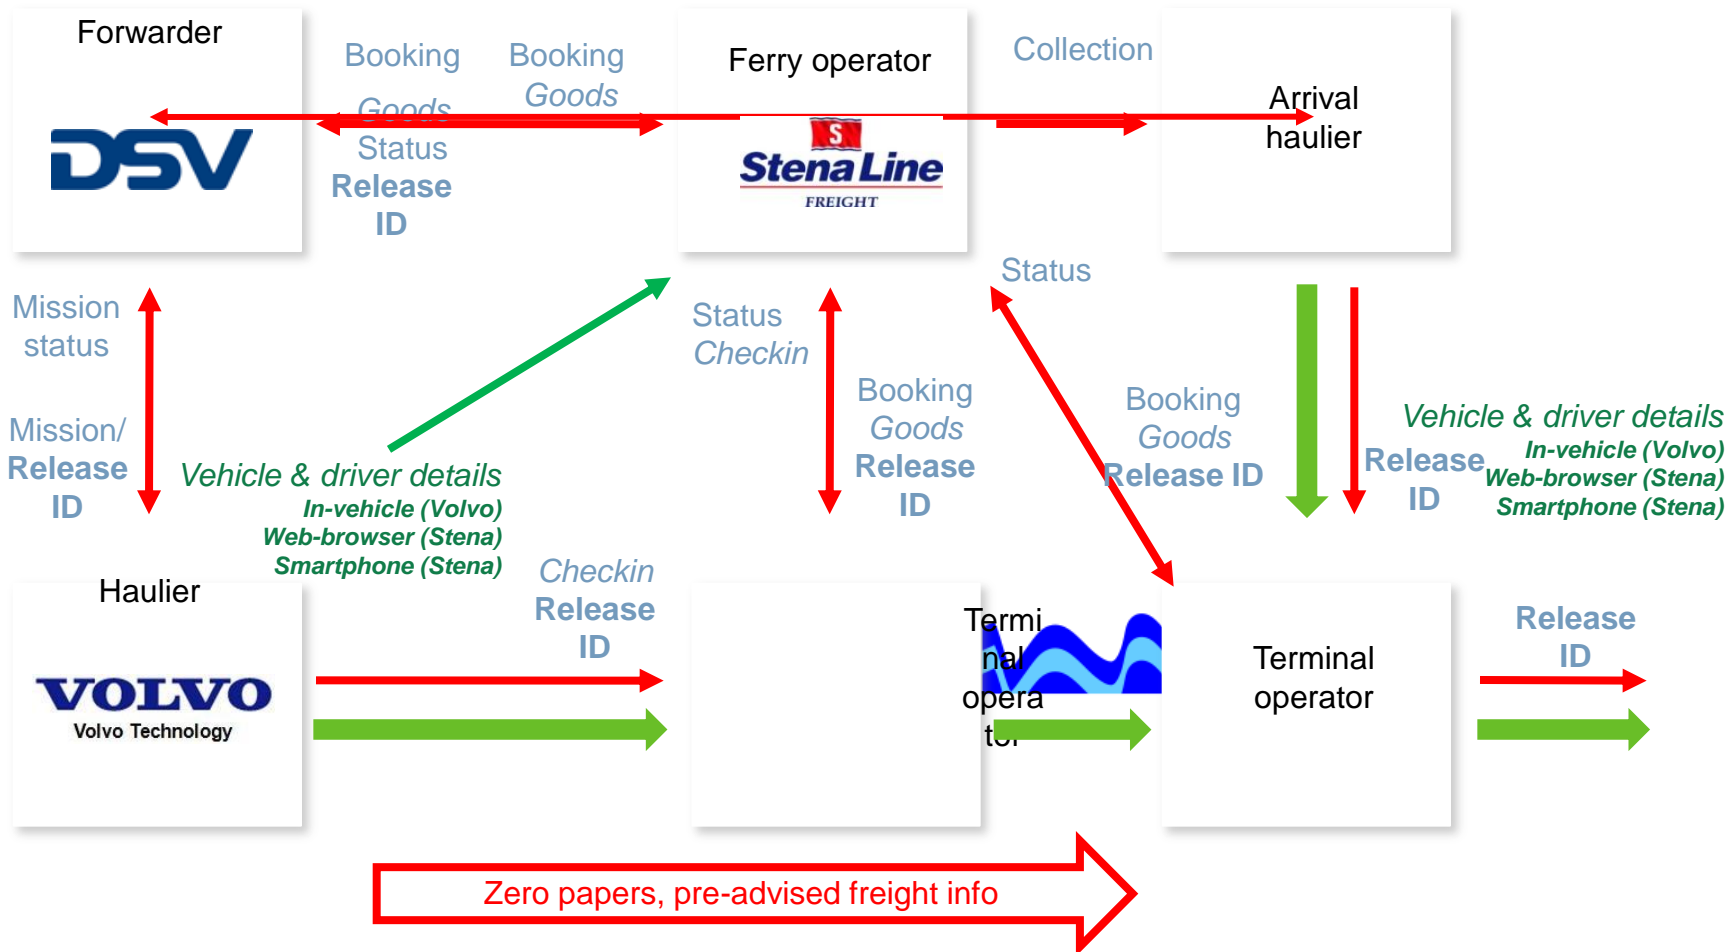 Forwarder
DSV
Booking
Goods
Status
Release
ID
Booking
Goods
Ferry operator
S
Stena Line
FREIGHT
Collection
Arrival
haulier
Mission
status
Mission/
Release
ID
Vehicle & driver details
In-vehicle (Volvo)
Web-browser (Stena)
Smartphone (Stena)
Status
Checkin
Booking
Goods
Release
ID
Status
Booking
Goods
Release ID
Release
ID
Vehicle & driver details
In-vehicle (Volvo)
Web-browser (Stena)
Smartphone (Stena)
Haulier
VOLVO
Volvo Technology
Checkin
Release
ID
Termi
nal
opera
tor
Terminal
operator
Release
ID
Zero papers, pre-advised freight info